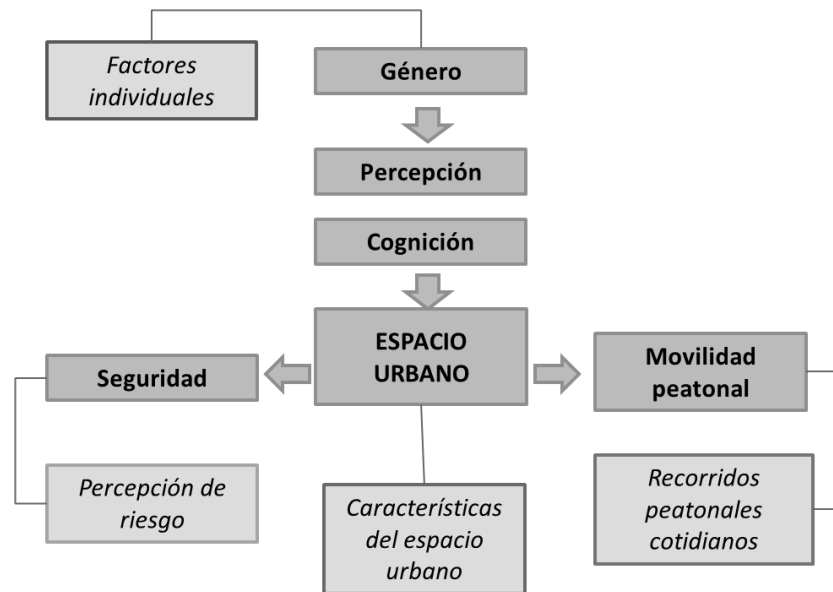 Factores
individuales
Género
Percepción
Cognición
ESPACIO
URBANO
Seguridad
Movilidad
peatonal
Percepción de
riesgo
Características
del espacio
urbano
Recorridos
peatonales
cotidianos